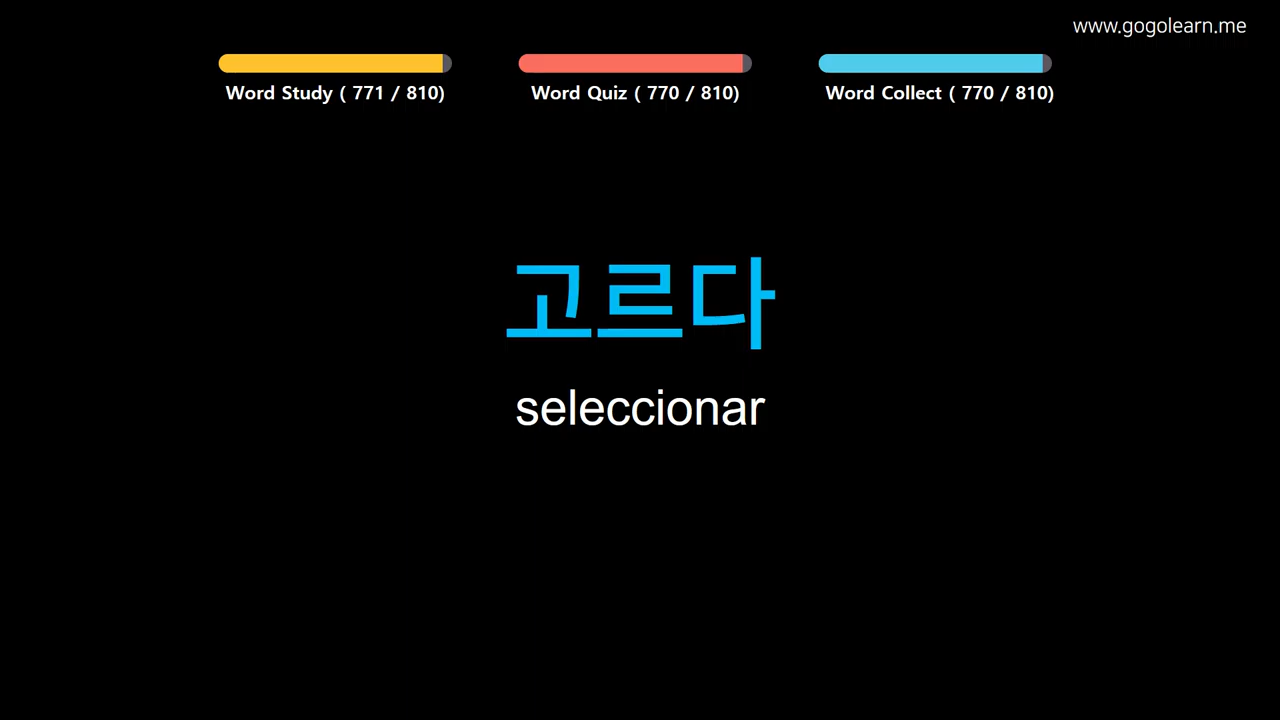 www.gogolearn.me
Word Study ( 771 / 810)
Word Quiz ( 770 / 810)
Word Collect ( 770 / 810)
고르다
seleccionar